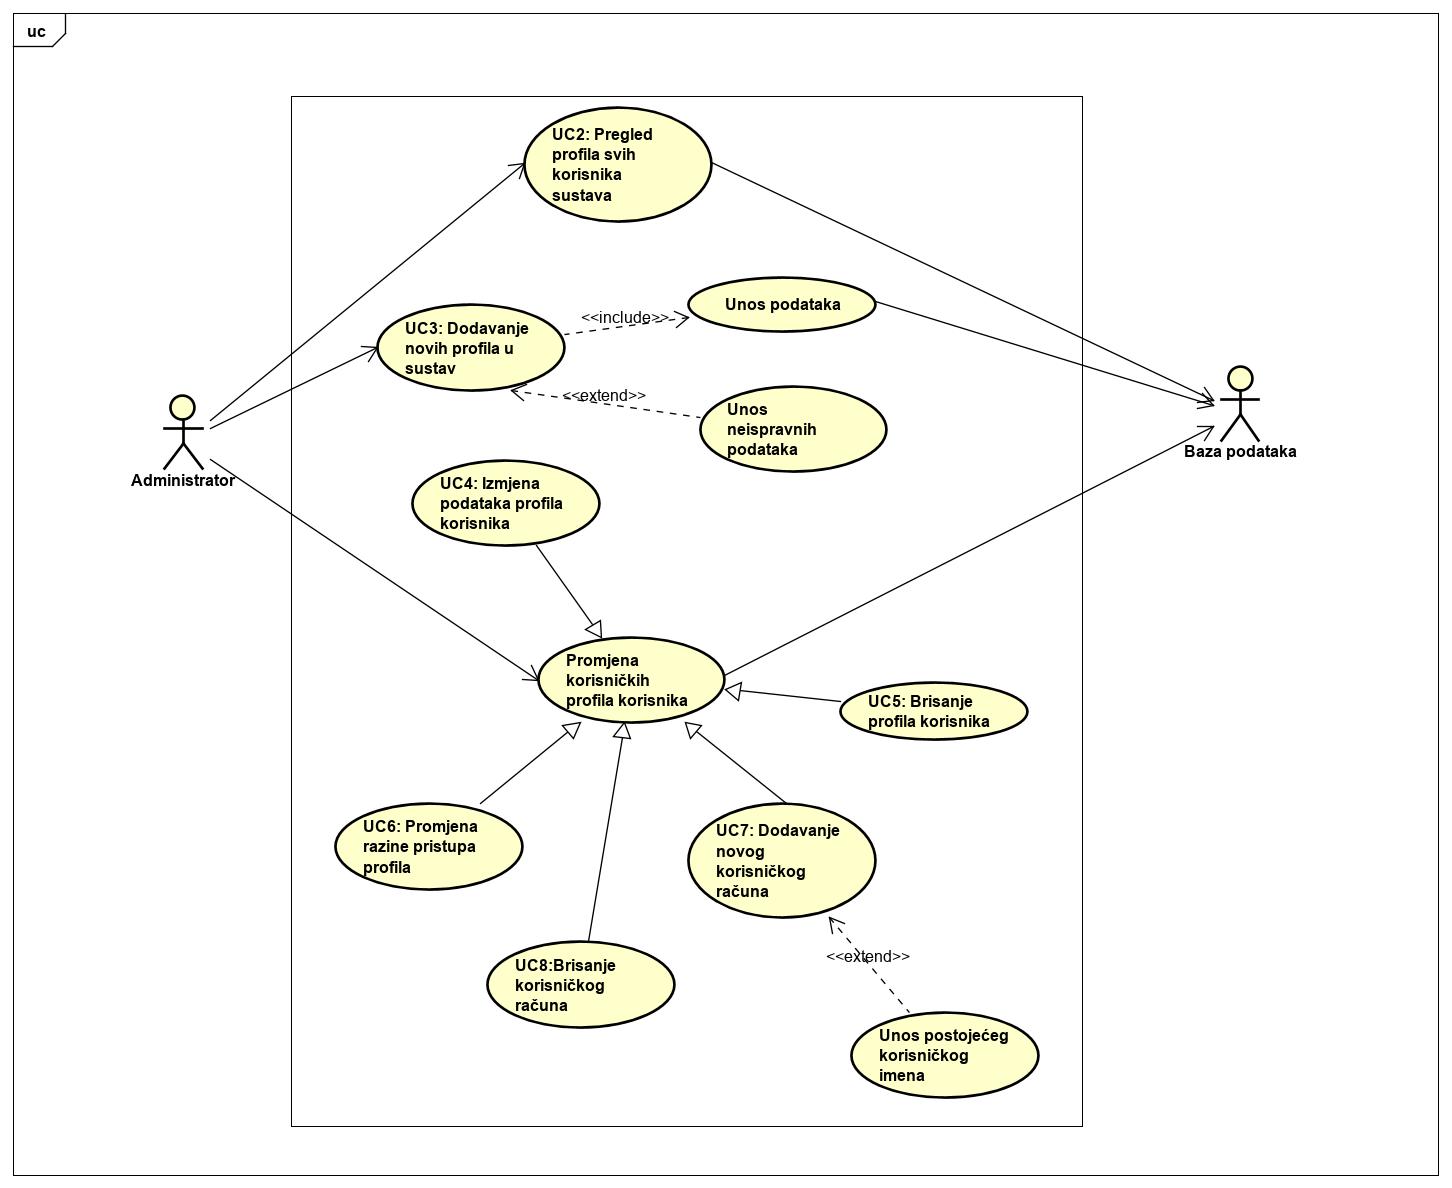 uc
UC2: Pregled
profila svih
korisnika
sustava
Unos podataka
<<include>>
UC3: Dodavanje
novih profila u
sustav
<<extend>>
Unos
neispravnih
podataka
Administrator
Baza podataka
UC4: Izmjena
podataka profila
korisnika
Promjena
korisničkih
profila korisnika
UC5: Brisanje
profila korisnika
UC6: Promjena
razine pristupa
profila
UC7: Dodavanje
novog
korisničkog
računa
UC8:Brisanje
korisničkog
računa
<<extend>>
Unos postojećeg
korisničkog
imena